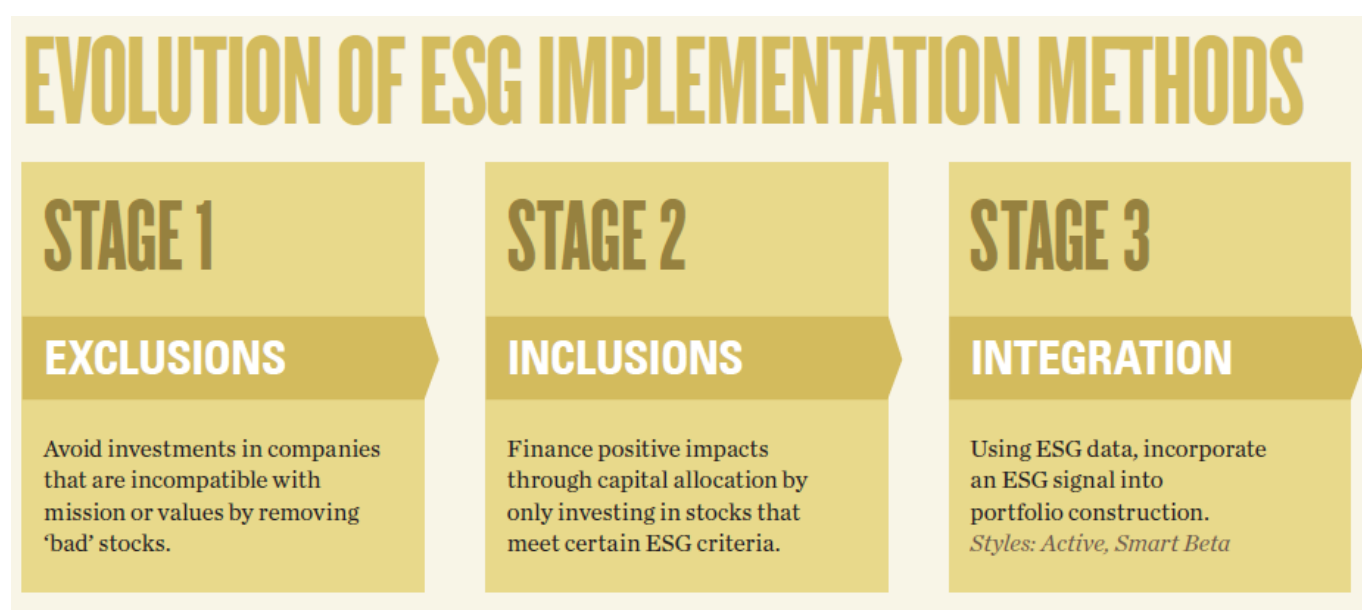 EVOLUTION OF ESG IMPLEMENTATION METHODS
STAGE 1
EXCLUSIONS
Avoid investments in companies
that are incompatible with
mission or values by removing
‘bad’ stocks.
STAGE 2
INCLUSIONS
Finance positive impacts
through capital allocation by
only investing in stocks that
meet certain ESG criteria.
STAGE 3
INTEGRATION
Using ESG data, incorporate
an ESG signal into
portfolio construction.
Styles: Active, Smart Beta